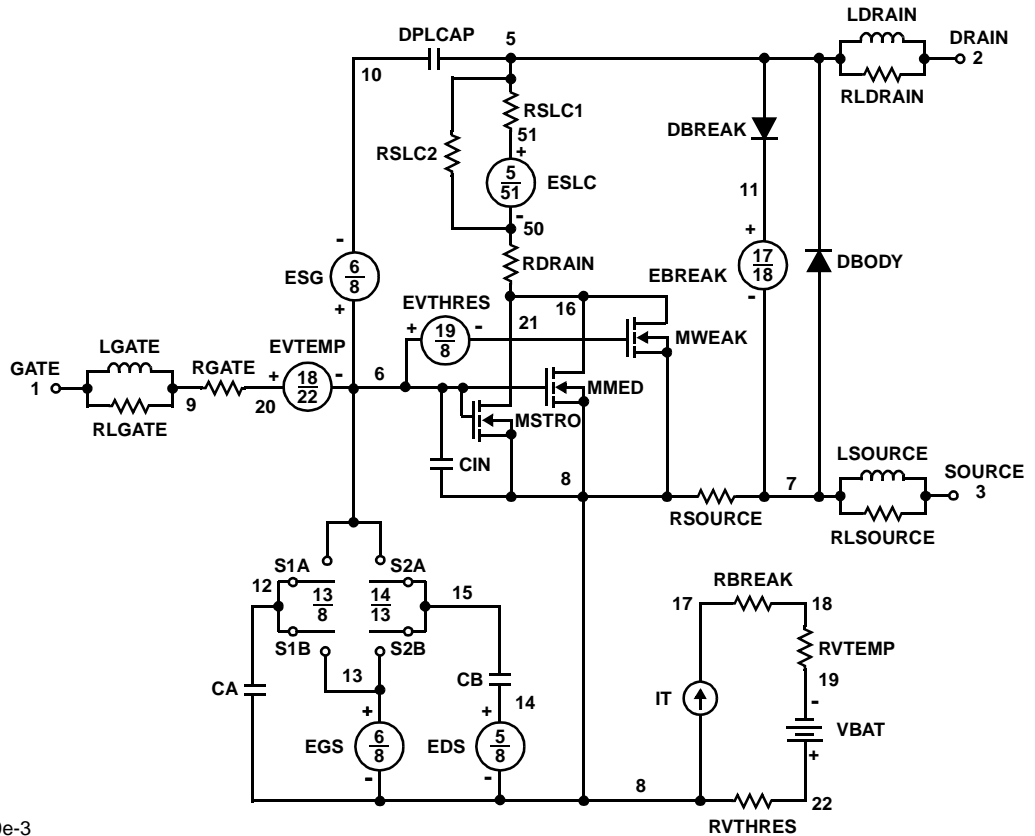 LDRAIN
DPLCAP
5
DRAIN
2
10
RLDRAIN
RSLC1
DBREAK
51
+
RSLC2
5
51
ESLC
11
-
50
+
-
17
18
DBODY
RDRAIN
EBREAK
6
8
ESG
-
EVTHRES
16
+
+
19
8
-
21
MWEAK
LGATE
EVTEMP
GATE
1
RGATE
+
18
22
-
6
MMED
9
20
MSTRO
RLGATE
LSOURCE
CIN
8
7
SOURCE
3
RSOURCE
RLSOURCE
S1A
S2A
12
13
8
14
13
15
RBREAK
17
18
S1B
S2B
RVTEMP
13
CB
19
CA
14
IT
-
+
+
VBAT
EGS
6
8
EDS
5
8
+
-
-
8
22
RVTHRES
e-3